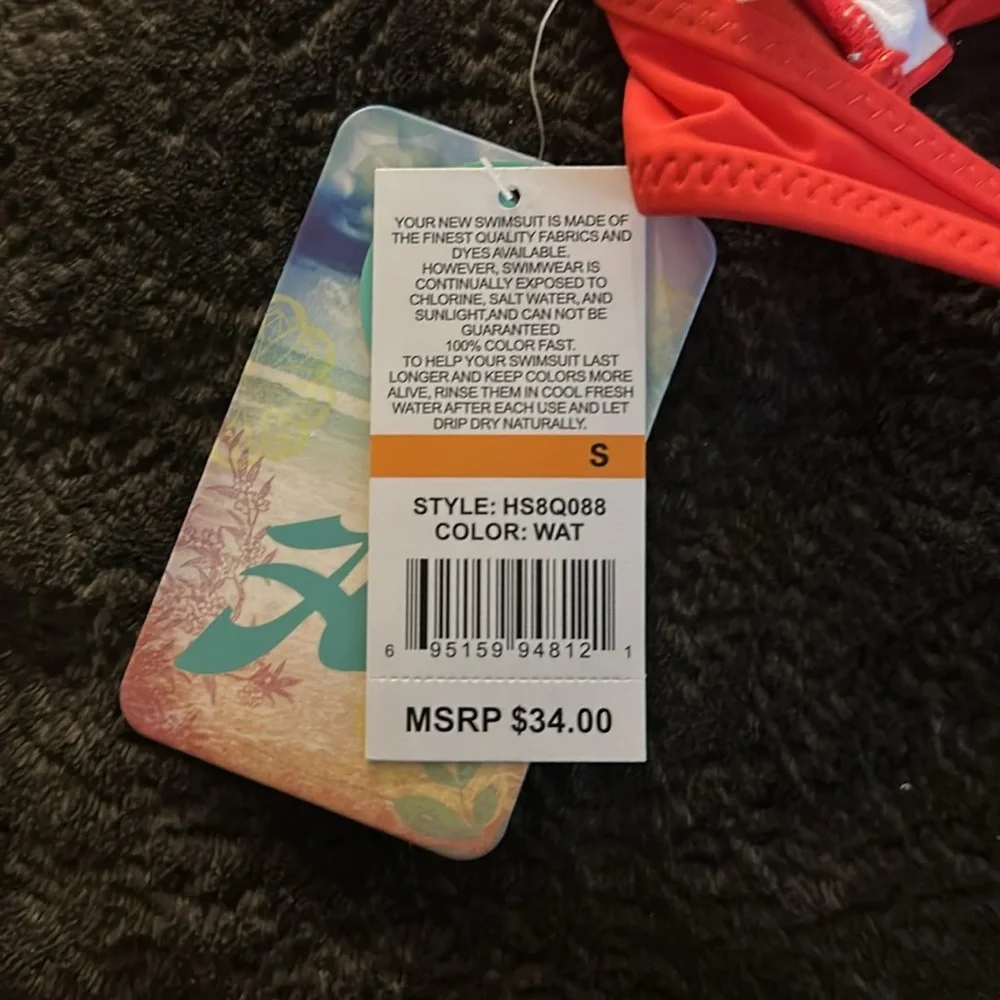 YOUR NEW SWIMSUIT IS MADE OF
THE FINEST QUALITY FABRICS AND
DYES AVAILABLE.
HOWEVER, SWIMWEAR IS
CONTINUALLY EXPOSED TO
CHLORINE, SALT WATER, AND
SUNLIGHT,AND CAN NOT BE
GUARANTEED
100% COLOR FAST.
TO HELP YOUR SWIMSUIT LAST
LONGER AND KEEP COLORS MORE
ALIVE, RINSE THEM IN COOL FRESH
WATER AFTER EACH USE AND LET
DRIP DRY NATURALLY.
S
STYLE: HS8Q088
COLOR: WAT
6 95159 94812 1
MSRP $34.00